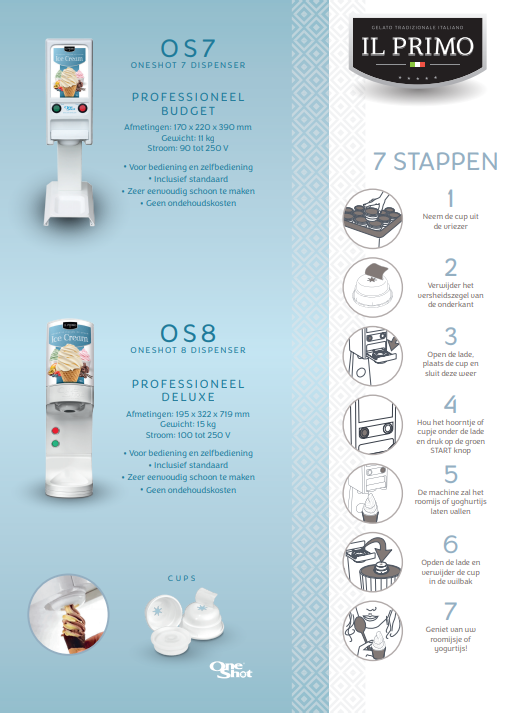 OS7
ONESHOT 7 DISPENSER
PROFESSIONEEL
BUDGET
Afmetingen: 170 x 220 x 390 mm
Gewicht: 11 kg
Stroom: 90 tot 250 V
• Voor bediening en zelfbediening
• Inclusief standaard
• Zeer eenvoudig schoon te maken
• Geen ondehoudskosten
Ice Cream
OS8
ONESHOT 8 DISPENSER
PROFESSIONEEL
DELUXE
Afmetingen: 195 x 322 x 719 mm
Gewicht: 15 kg
Stroom: 100 tot 250 V
• Voor bediening en zelfbediening
• Inclusief standaard
• Zeer eenvoudig schoon te maken
• Geen ondehoudskosten
Ice Cream
CUPS
One Shot
GELATO TRADIZIONALE ITALIANO
IL PRIMO
7 STAPPEN
1
Neem de cup uit
de vriezer
2
Verwijder het
versheidszegel van
de onderkant
3
Open de lade,
plaats de cup en
sluit deze weer
4
Hou het hoorntje of
cupje onder de lade
en druk op de groen
START knop
5
De machine zal het
roomijs of yoghurtijs
laten vallen
6
Opden de lade en
verwijder de cup
in de vuilbak
7
Geniet van uw
roomijsje of
yogurtijs!